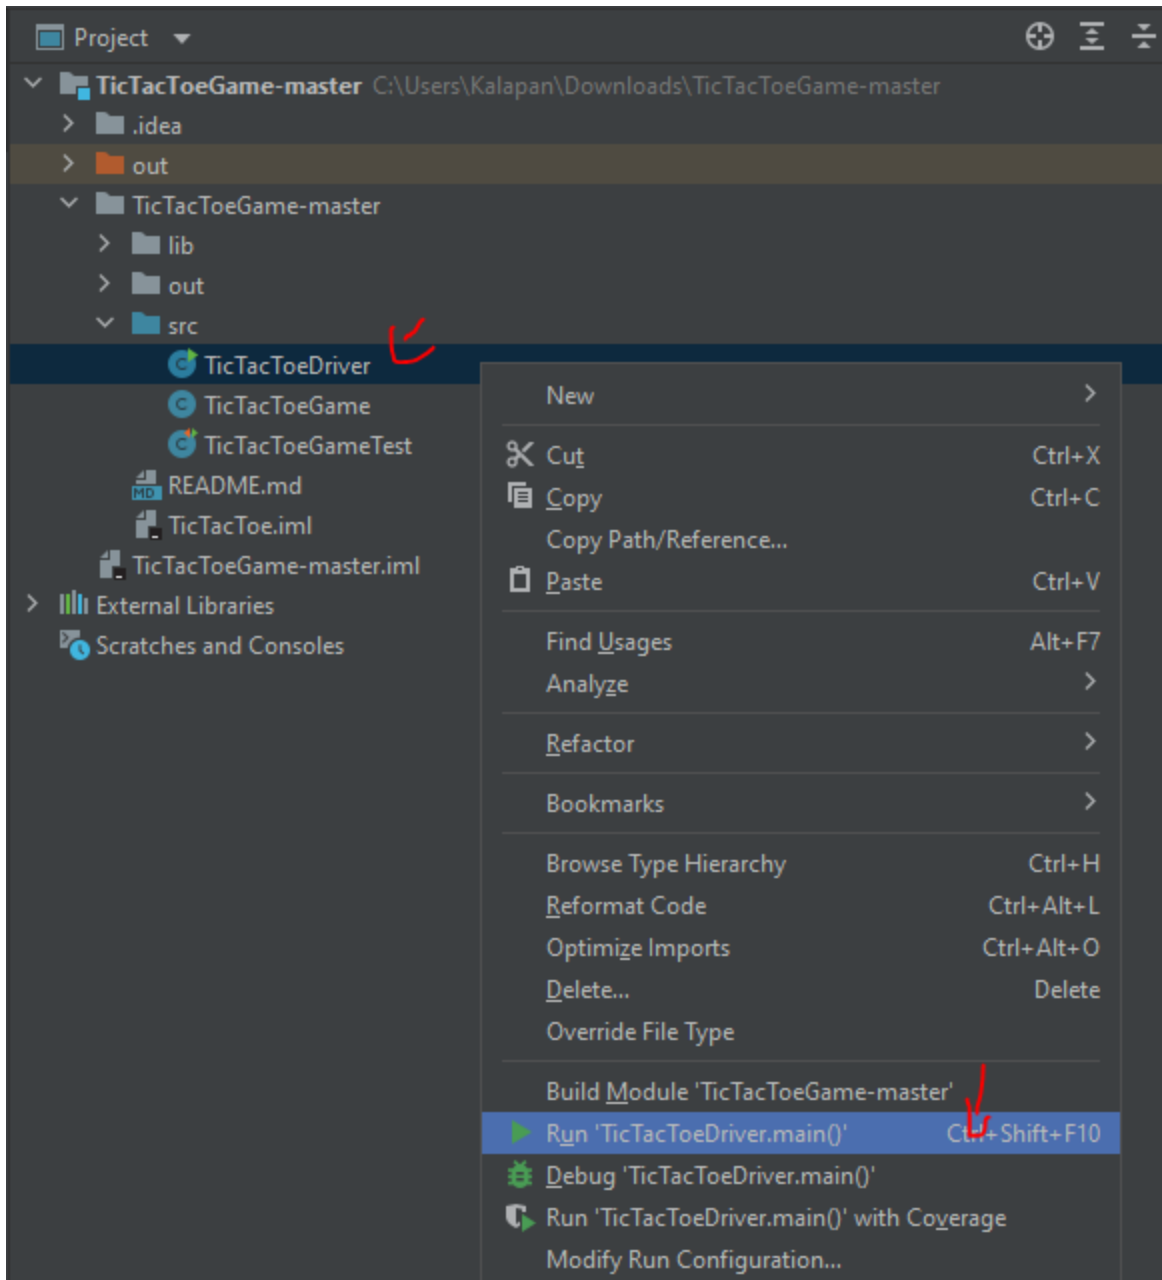 Project
TicTacToeGame-master C:\Users\Kalapan\Downloads\TicTacToeGame-master
.idea
out
TicTacToeGame-master
lib
out
src
TicTacToeDriver
TicTacToeGame
TicTacToeGameTest
README.md
TicTacToe.iml
TicTacToeGame-master.iml
External Libraries
Scratches and Consoles
New
Cut Ctrl+X
Copy Ctrl+C
Copy Path/Reference...
Paste Ctrl+V
Find Usages Alt+F7
Analyze
Refactor
Bookmarks
Browse Type Hierarchy Ctrl+H
Reformat Code Ctrl+Alt+L
Optimize Imports Ctrl+Alt+O
Delete... Delete
Override File Type
Build Module 'TicTacToeGame-master'
Run 'TicTacToeDriver.main()' Ctrl+Shift+F10
Debug 'TicTacToeDriver.main()'
Run 'TicTacToeDriver.main()' with Coverage
Modify Run Configuration...